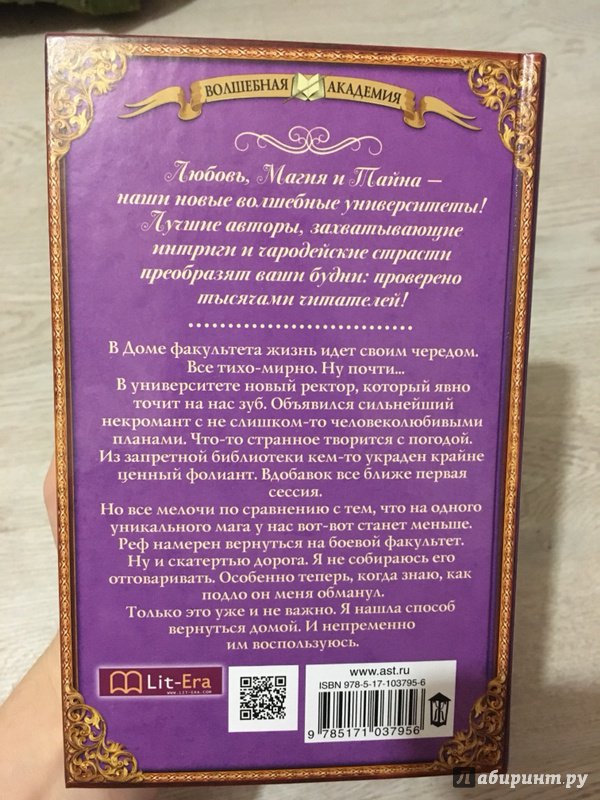 ВОЛШЕБНАЯ АКАДЕМИЯ
Любовь, Магия и Тайна —
наши новые волшебные университеты!
Лучшие авторы, захватывающие
интриги и чародейские страсти
преобразят ваши будни: проверено
тысячами читателей!
В Доме факультета жизнь идет своим чередом.
Все тихо-мирно. Ну почти...
В университете новый ректор, который явно
точит на нас зуб. Объявился сильнейший
некромант с не слишком-то человеколюбивыми
планами. Что-то странное творится с погодой.
Из запретной библиотеки кем-то украден крайне
ценный фолиант. Вдобавок все ближе первая
сессия.
Но все мелочи по сравнению с тем, что на одного
уникального мага у нас вот-вот станет меньше.
Реф намерен вернуться на боевой факультет.
Ну и скатертью дорога. Я не собираюсь его
отговаривать. Особенно теперь, когда знаю, как
подло он меня обманул.
Только это уже и не важно. Я нашла способ
вернуться домой. И непременно
им воспользуюсь.
Lit-Era
WWW.LIT-ERA.COM
www.ast.ru
ISBN 978-5-17-103795-6
9 785171 037956
Лабиринт.ру